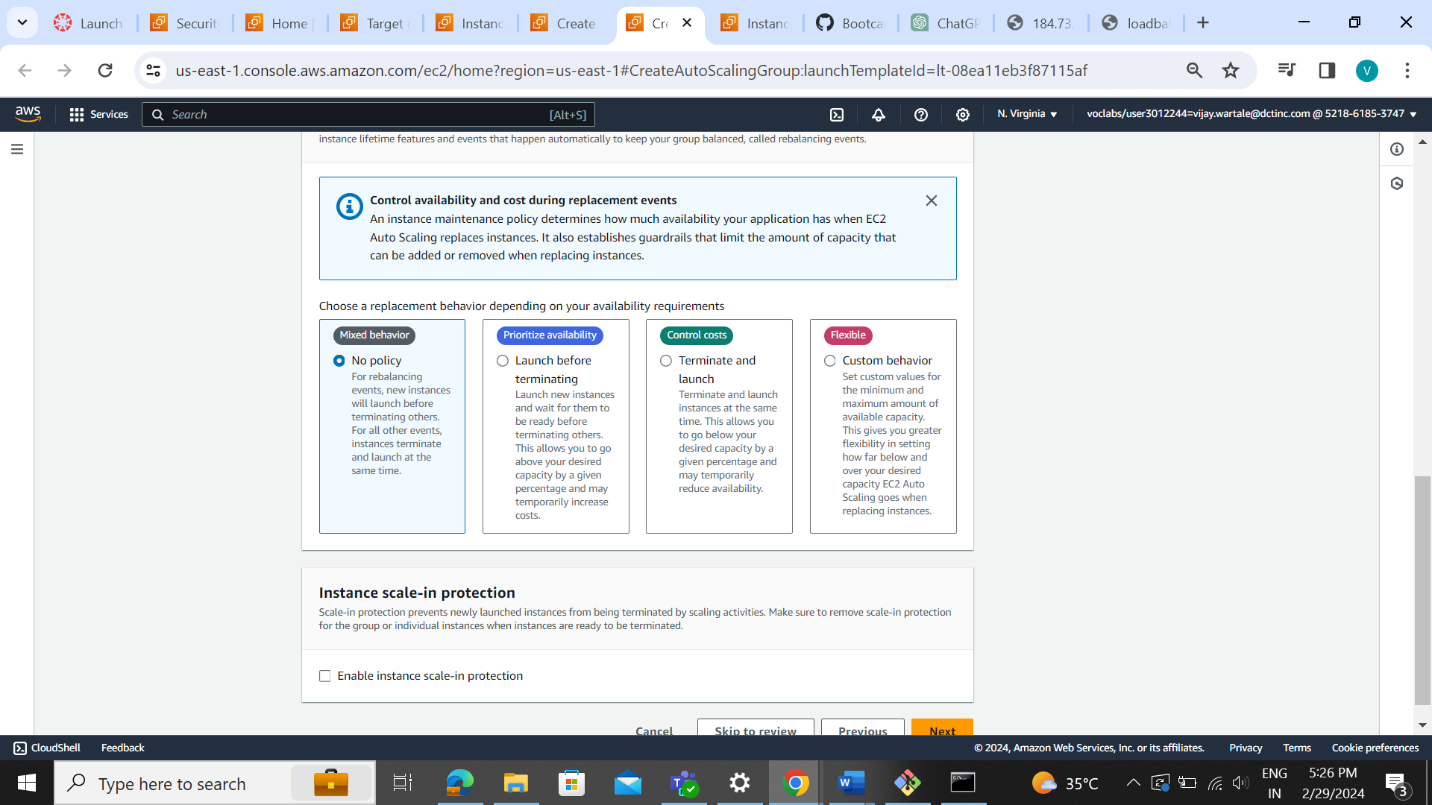 Launch
Securit
Home
Target
Instanc
Create
Cre
Instanc
Bootca
ChatGP
184.73.
loadba
us-east-1.console.aws.amazon.com/ec2/home?region=us-east-1#CreateAutoScalingGroup:launchTemplateId=lt-08ea11eb3f87115af
V
aws
Services
Search
[Alt+S]
N. Virginia
voclabs/user3012244=vijay.wartale@dctinc.com @ 5218-6185-3747
instance lifetime features and events that happen automatically to keep your group balanced, called rebalancing events.
Control availability and cost during replacement events
An instance maintenance policy determines how much availability your application has when EC2
Auto Scaling replaces instances. It also establishes guardrails that limit the amount of capacity that
can be added or removed when replacing instances.
Choose a replacement behavior depending on your availability requirements
Mixed behavior
No policy
For rebalancing
events, new instances
will launch before
terminating others.
For all other events,
instances terminate
and launch at the
same time.
Prioritize availability
Launch before
terminating
Launch new instances
and wait for them to
be ready before
terminating others.
This allows you to go
above your desired
capacity by a given
percentage and may
temporarily increase
costs.
Control costs
Terminate and
launch
Terminate and launch
instances at the same
time. This allows you
to go below your
desired capacity by a
given percentage and
may temporarily
reduce availability.
Flexible
Custom behavior
Set custom values for
the minimum and
maximum amount of
available capacity.
This gives you greater
flexibility in setting
how far below and
over your desired
capacity EC2 Auto
Scaling goes when
replacing instances.
Instance scale-in protection
Scale-in protection prevents newly launched instances from being terminated by scaling activities. Make sure to remove scale-in protection
for the group or individual instances when instances are ready to be terminated.
Enable instance scale-in protection
Cancel
Skip to review
Previous
Next
CloudShell
Feedback
© 2024, Amazon Web Services, Inc. or its affiliates.
Privacy
Terms
Cookie preferences
Type here to search
35°C
ENG
IN
5:26 PM
2/29/2024
3